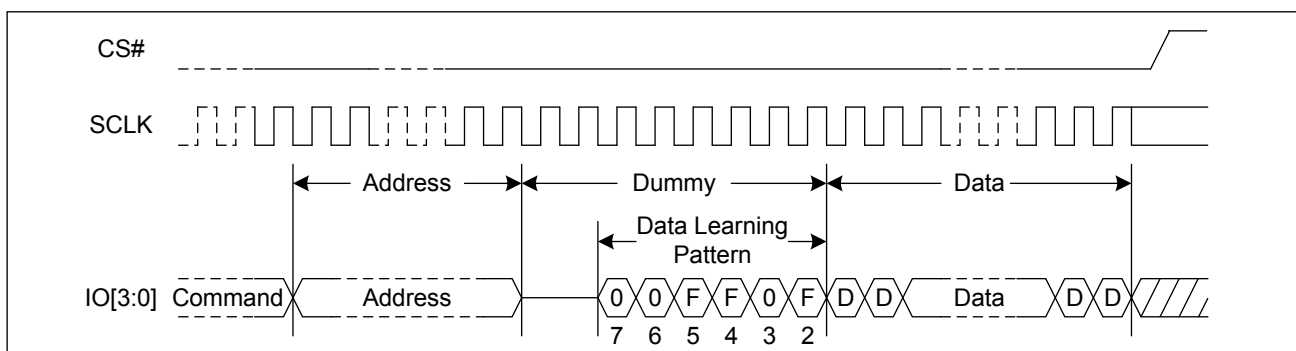 CS#
SCLK
Address Dummy Data
Data Learning
Pattern
IO[3:0] Command Address 0 0 F F 0 F D D Data D D
7 6 5 4 3 2